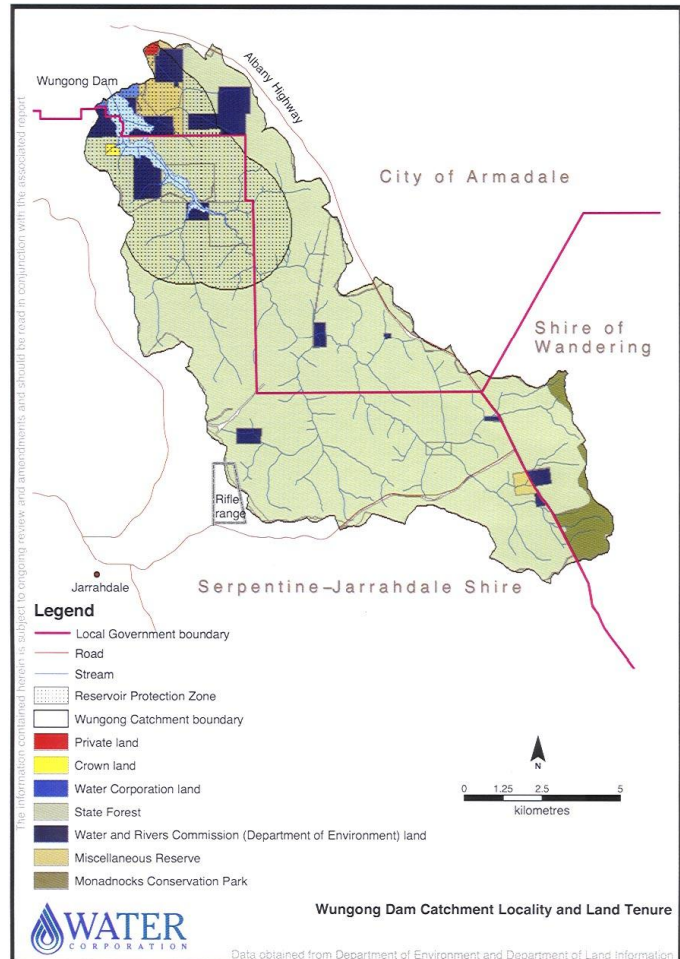 Albany Highway
Wungong Dam
City of Armadale
Shire of
Wandering
Rifle
range
Jarrahdale
Serpentine–Jarrahdale Shire
The information contained herein is subject to ongoing review and amendments and should be read in conjunction with the associated report
Legend
Local Government boundary
Road
Stream
Reservoir Protection Zone
Wungong Catchment boundary
Private land
Crown land
Water Corporation land
State Forest
Water and Rivers Commission (Department of Environment) land
Miscellaneous Reserve
Monadnocks Conservation Park
N
0 1.25 2.5 5
kilometres
Wungong Dam Catchment Locality and Land Tenure
WATER
CORPORATION
Data obtained from Department of Environment and Department of Land Information